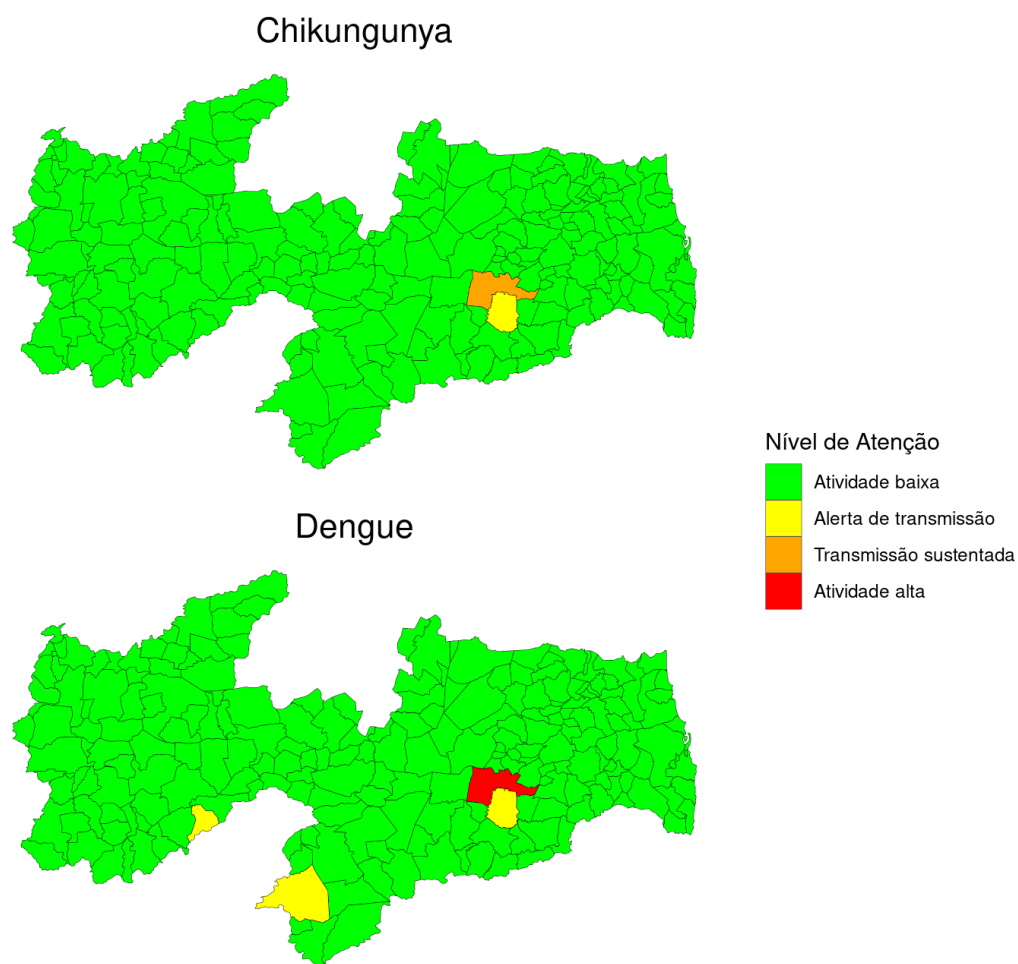 Chikungunya
Nível de Atenção
Atividade baixa
Alerta de transmissão
Transmissão sustentada
Atividade alta
Dengue